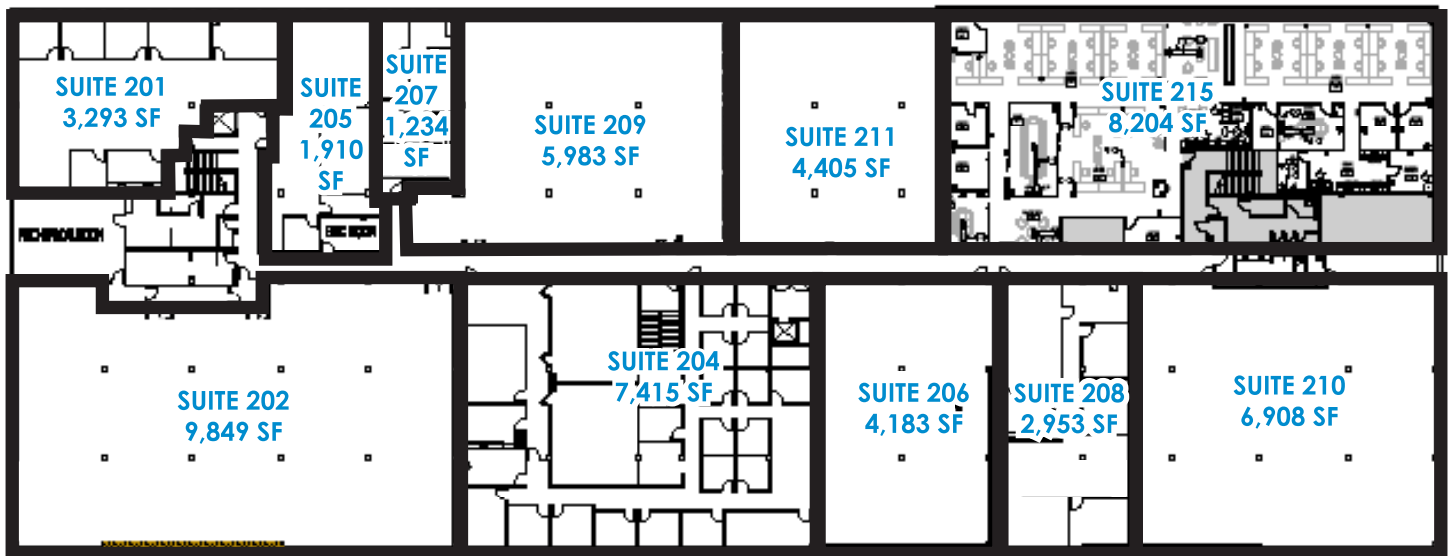 SUITE 201
3,293 SF
SUITE
205
1,910
SF
SUITE
207
1,234
SF
SUITE 209
5,983 SF
SUITE 211
4,405 SF
SUITE 215
8,204 SF
SUITE 202
9,849 SF
SUITE 204
7,415 SF
SUITE 206
4,183 SF
SUITE 208
2,953 SF
SUITE 210
6,908 SF